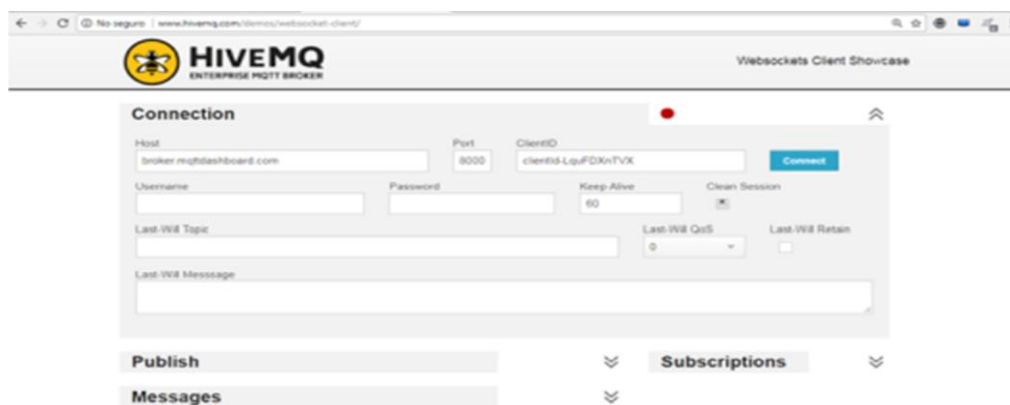 No seguro | www.hivemq.com/demos/websocket-client/
HIVEMQ
ENTERPRISE MQTT BROKER
Websockets Client Showcase
Connection
Host
Port
ClientID
broker.mqttdashboard.com
8000
clientId-LquFDXnTVX
Connect
Username
Password
Keep Alive
Clean Session
60
Last-Will Topic
Last-Will QoS
Last-Will Retain
0
Last-Will Messsage
Publish
Subscriptions
Messages